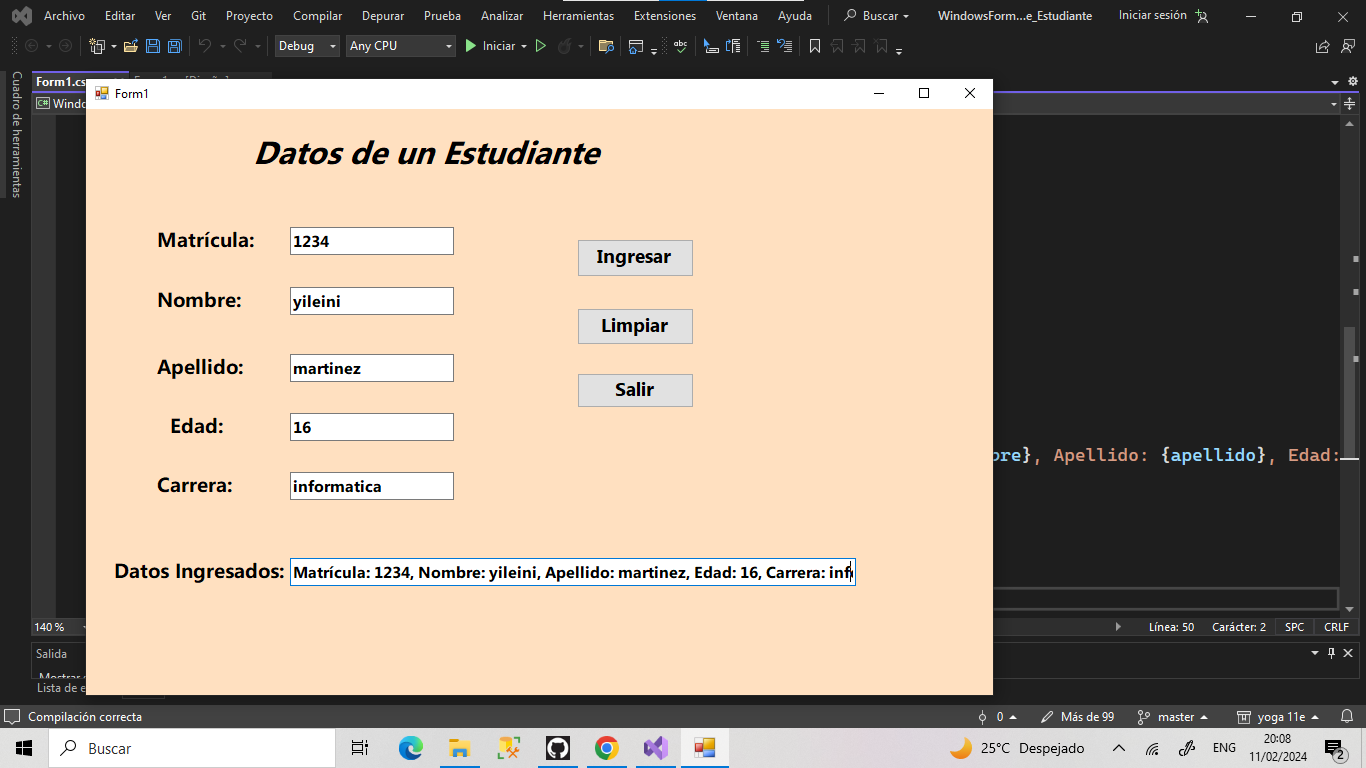 Archivo Editar Ver Git Proyecto Compilar Depurar Prueba Analizar Herramientas Extensiones Ventana Ayuda Buscar WindowsForm...e_Estudiante Iniciar sesión
Debug Any CPU Iniciar
Cuadro de herramientas
Form1.cs
Form1
Datos de un Estudiante
Matrícula: 1234
Ingresar
Nombre: yileini
Limpiar
Apellido: martinez
Salir
Edad: 16
bre}, Apellido: {apellido}, Edad:
Carrera: informatica
Datos Ingresados: Matrícula: 1234, Nombre: yileini, Apellido: martinez, Edad: 16, Carrera: inf
140 % Línea: 50 Carácter: 2 SPC CRLF
Salida
Lista de e
Compilación correcta 0 Más de 99 master yoga 11e
Buscar 25°C Despejado ENG 20:08
11/02/2024 2